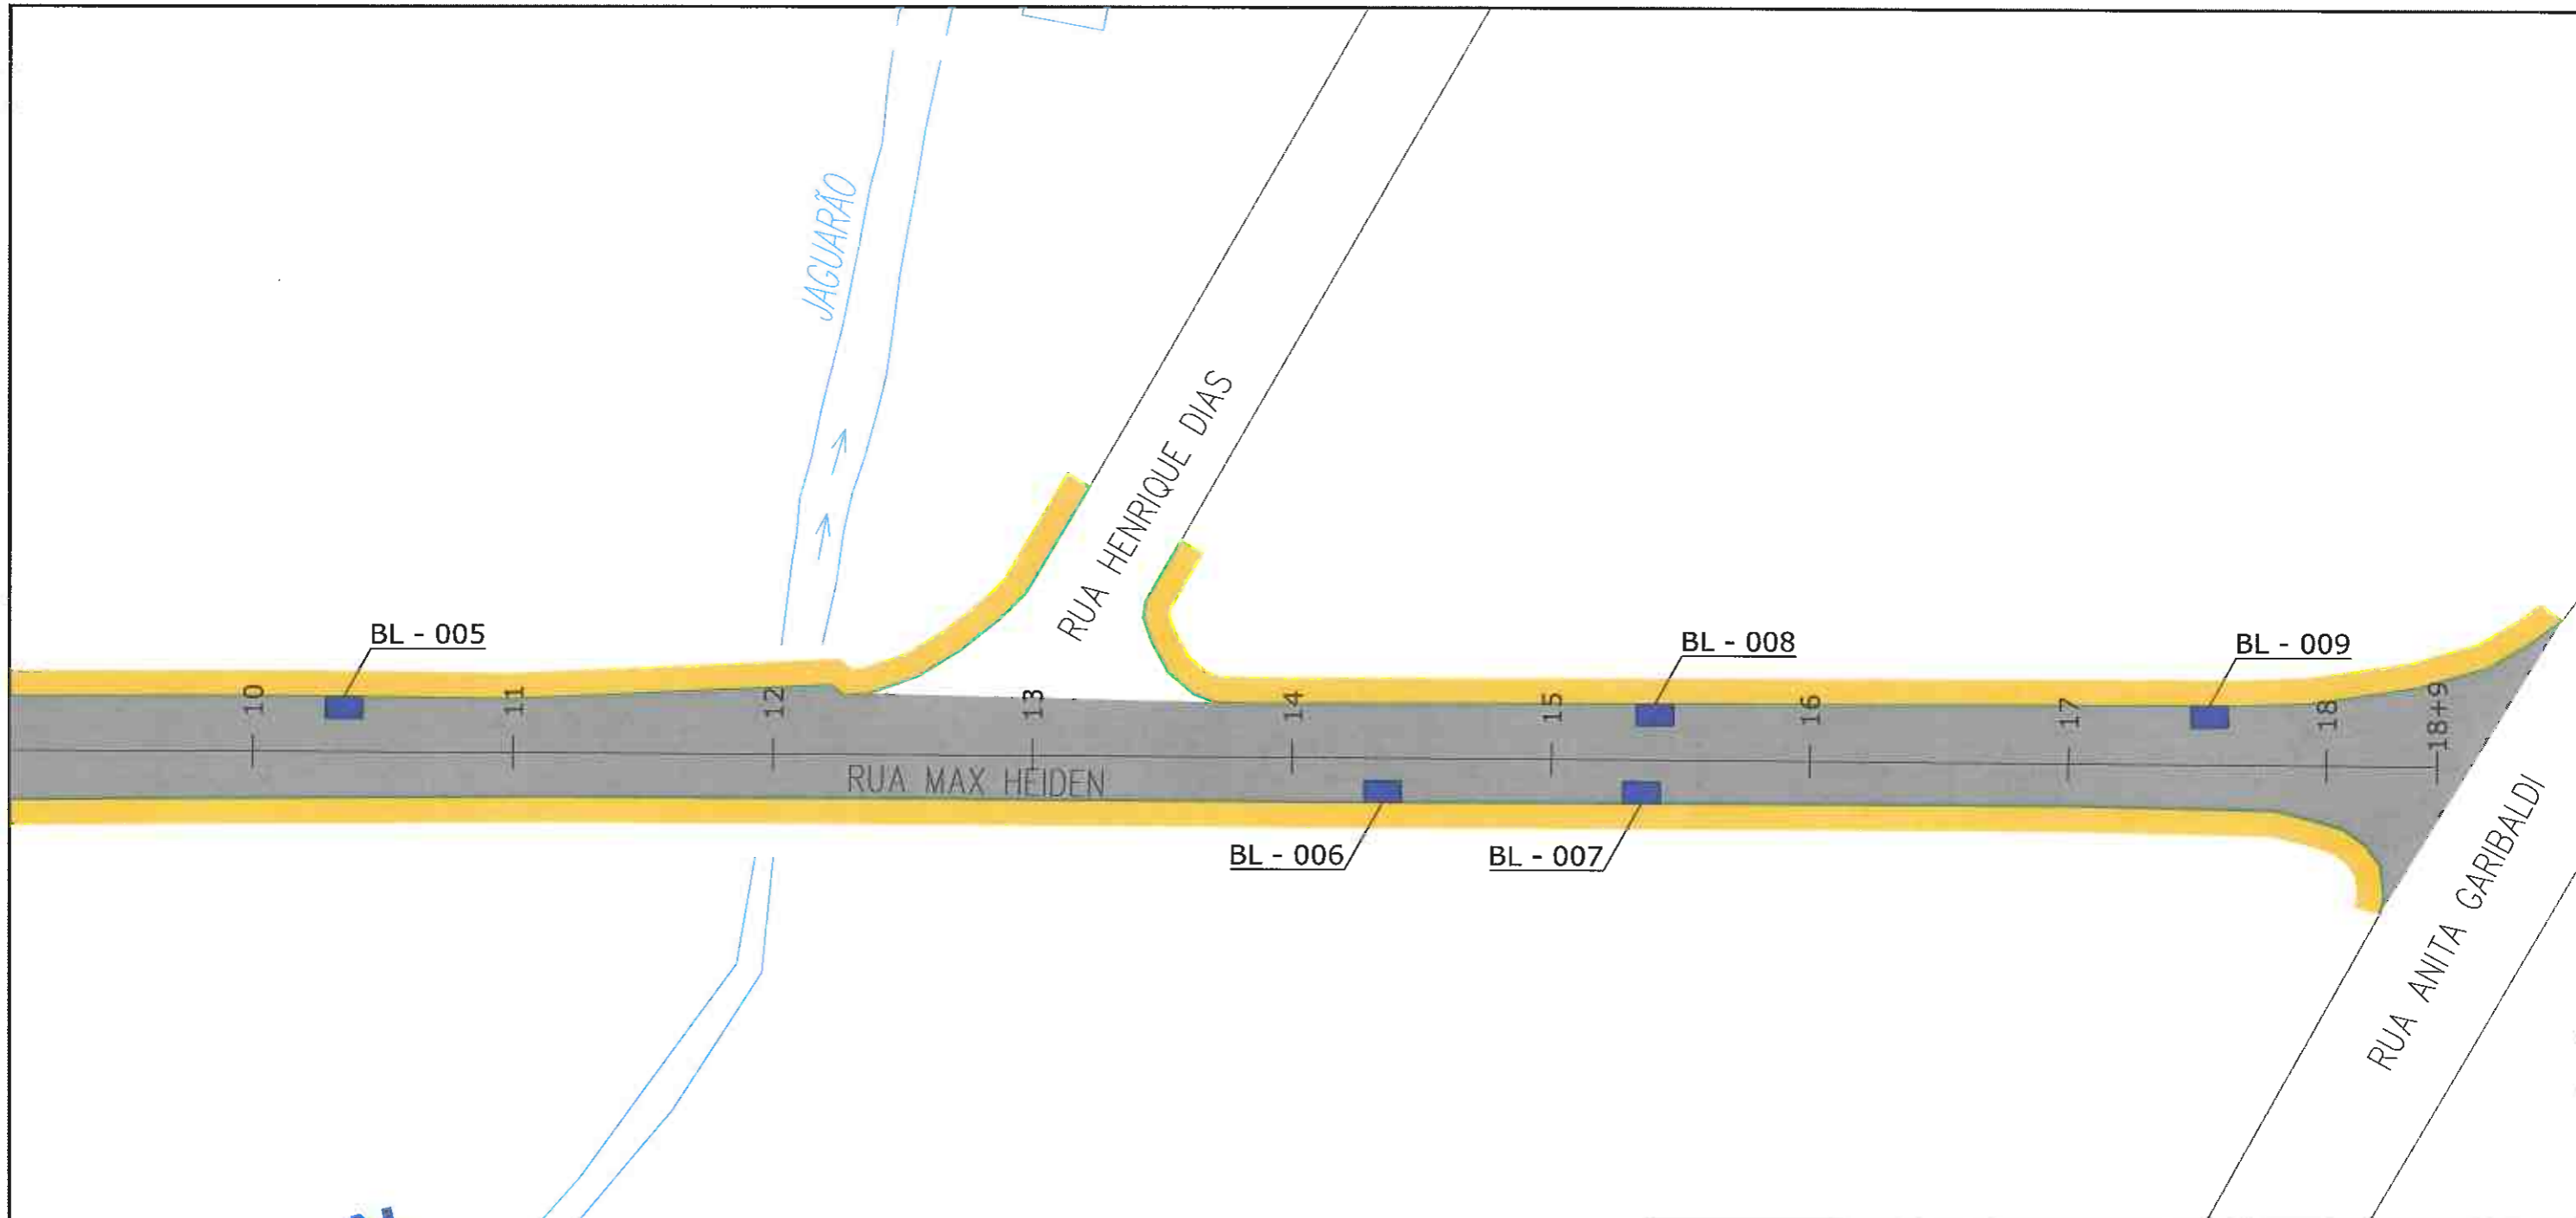 JAGUARÃO
RUA HENRIQUE DIAS
BL - 005
BL - 008
BL - 009
10
11
12
13
14
15
16
17
18
18+9
RUA MAX HEIDEN
BL - 006
BL - 007
RUA ANITA GARIBALDI